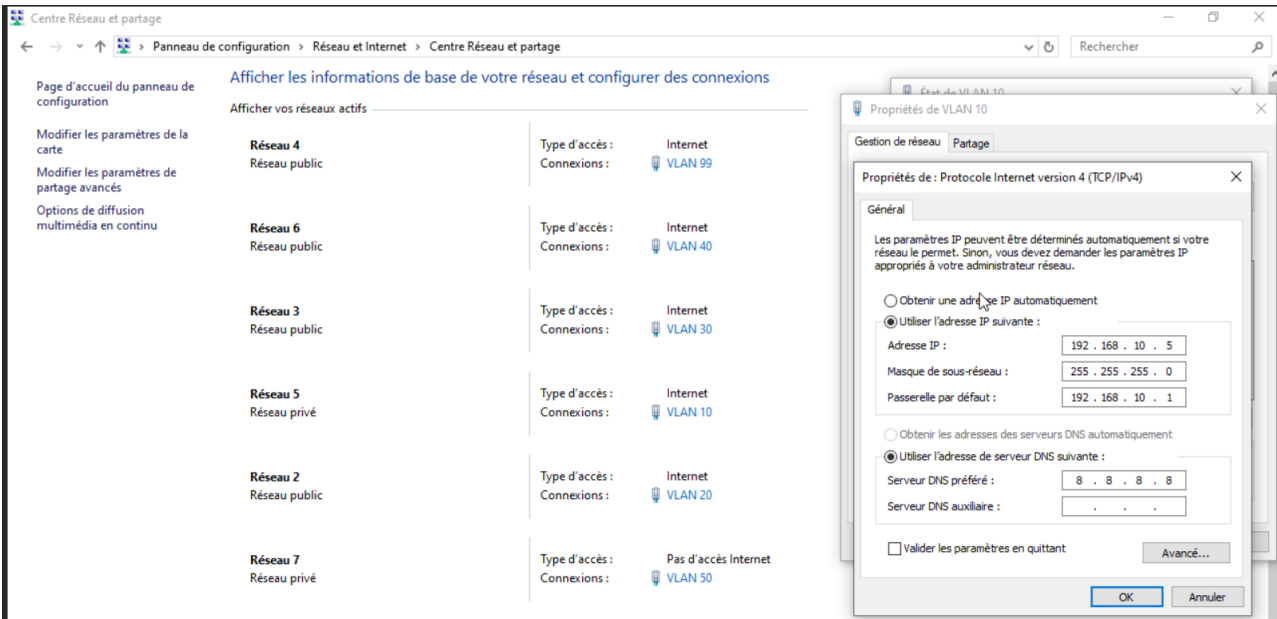 Centre Réseau et partage
Panneau de configuration > Réseau et Internet > Centre Réseau et partage
Rechercher
Page d'accueil du panneau de
configuration
Modifier les paramètres de la
carte
Modifier les paramètres de
partage avancés
Options de diffusion
multimédia en continu
Afficher les informations de base de votre réseau et configurer des connexions
Afficher vos réseaux actifs
Réseau 4
Réseau public
Type d'accès : Internet
Connexions : VLAN 99
Réseau 6
Réseau public
Type d'accès : Internet
Connexions : VLAN 40
Réseau 3
Réseau public
Type d'accès : Internet
Connexions : VLAN 30
Réseau 5
Réseau privé
Type d'accès : Internet
Connexions : VLAN 10
Réseau 2
Réseau public
Type d'accès : Internet
Connexions : VLAN 20
Réseau 7
Réseau privé
Type d'accès : Pas d'accès Internet
Connexions : VLAN 50
État de VLAN 10
Propriétés de VLAN 10
Gestion de réseau Partage
Propriétés de : Protocole Internet version 4 (TCP/IPv4)
Général
Les paramètres IP peuvent être déterminés automatiquement si votre
réseau le permet. Sinon, vous devez demander les paramètres IP
appropriés à votre administrateur réseau.
Obtenir une adresse IP automatiquement
Utiliser l'adresse IP suivante :
Adresse IP : 192 . 168 . 10 . 5
Masque de sous-réseau : 255 . 255 . 255 . 0
Passerelle par défaut : 192 . 168 . 10 . 1
Obtenir les adresses des serveurs DNS automatiquement
Utiliser l'adresse de serveur DNS suivante :
Serveur DNS préféré : 8 . 8 . 8 . 8
Serveur DNS auxiliaire : . . .
Valider les paramètres en quittant
Avancé...
OK Annuler